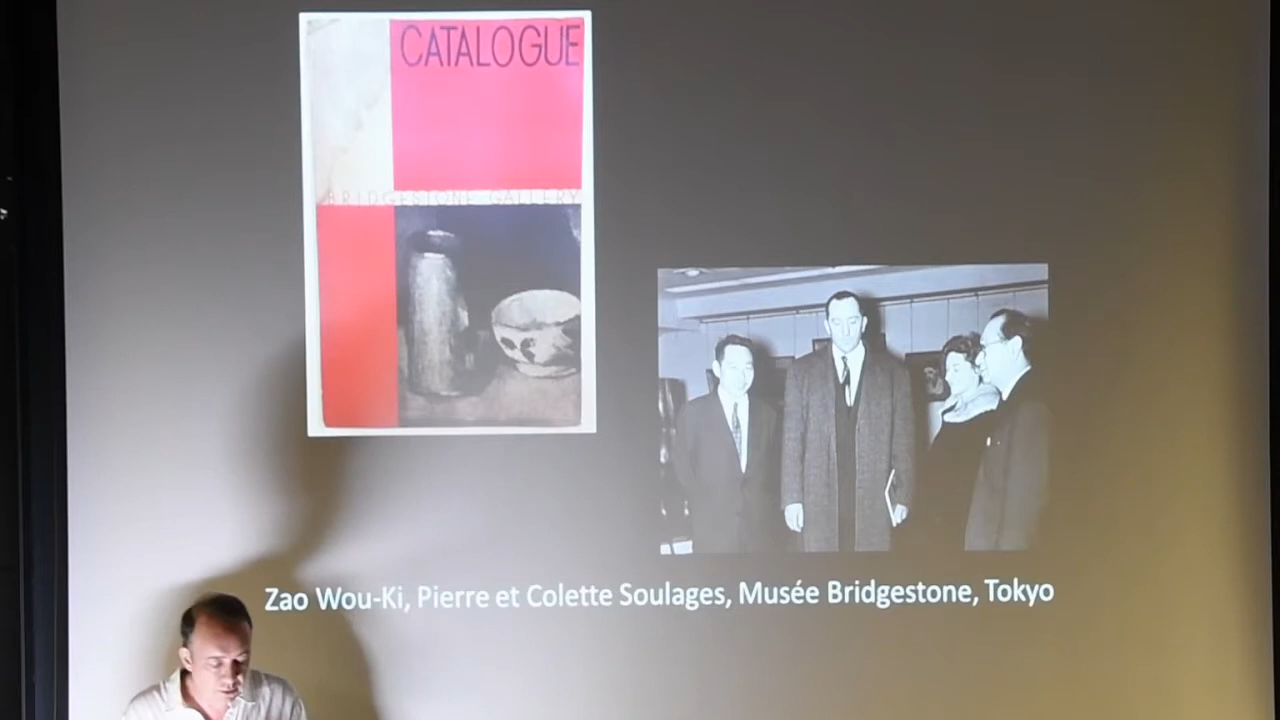 CATALOGUE
BRIDGESTONE GALLERY
Zao Wou-Ki, Pierre et Colette Soulages, Musée Bridgestone, Tokyo